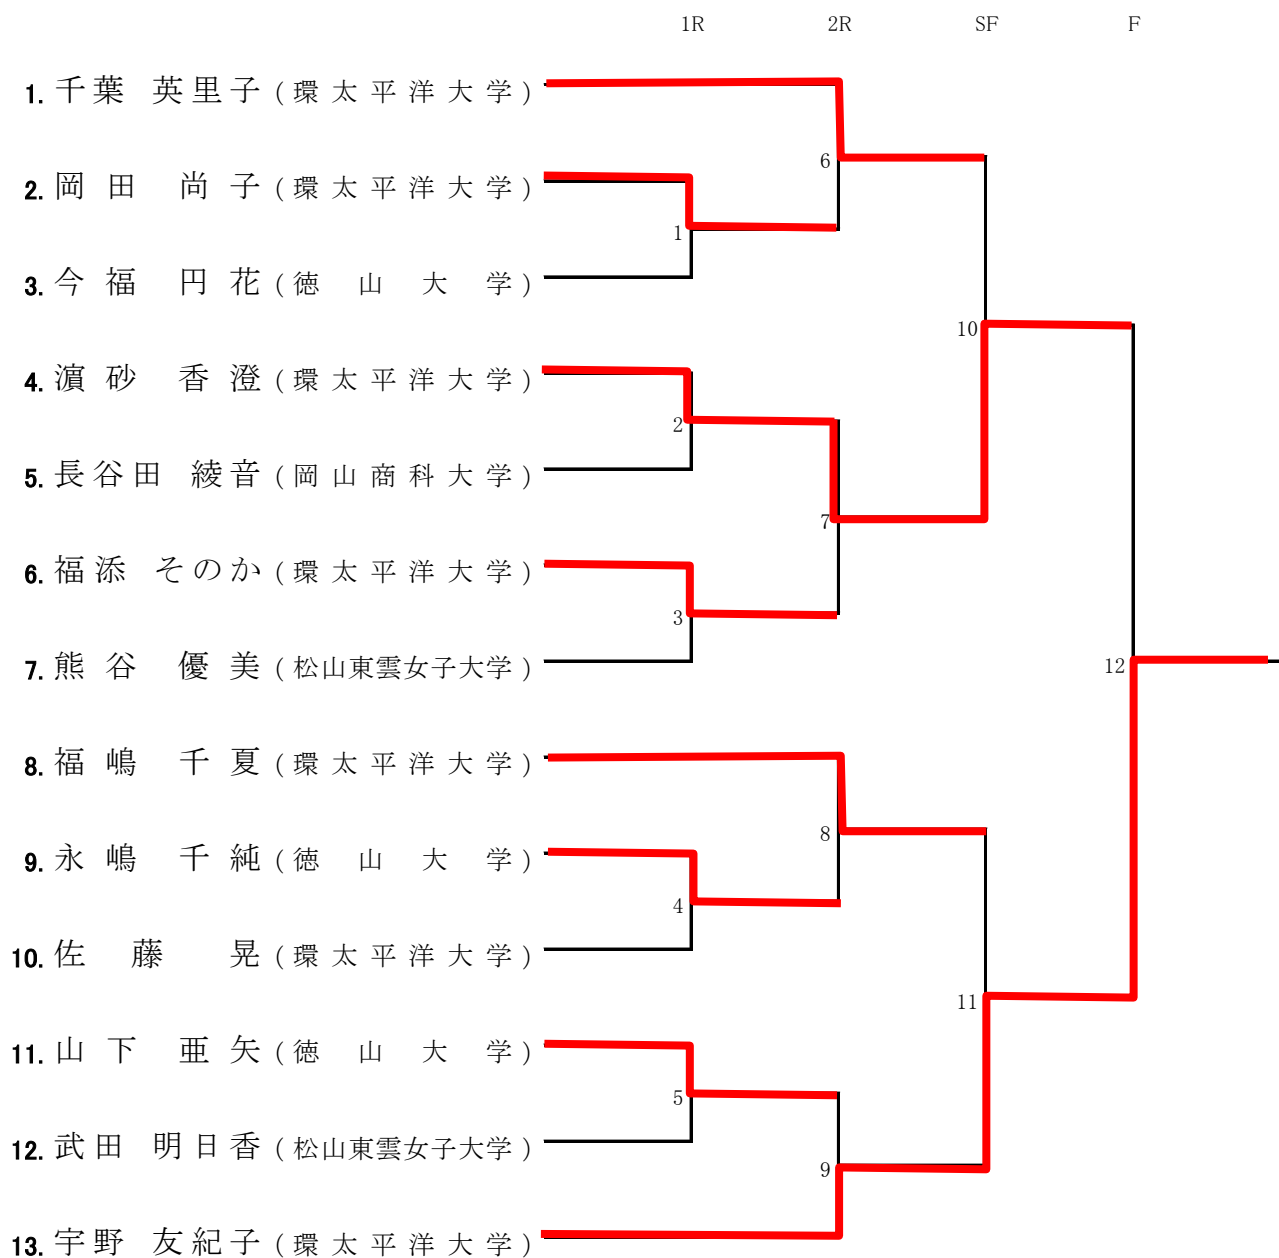 1R 2R SF F
1. 千葉 英里子 (環太平洋大学)
6
2. 岡田 尚子 (環太平洋大学)
1
3. 今福 円花 (徳山大学)
10
4. 濵砂 香澄 (環太平洋大学)
2
5. 長谷田 綾音 (岡山商科大学)
7
6. 福添 そのか (環太平洋大学)
3
7. 熊谷 優美 (松山東雲女子大学)
12
8. 福嶋 千夏 (環太平洋大学)
8
9. 永嶋 千純 (徳山大学)
4
10. 佐藤 晃 (環太平洋大学)
11
11. 山下 亜矢 (徳山大学)
5
12. 武田 明日香 (松山東雲女子大学)
9
13. 宇野 友紀子 (環太平洋大学)